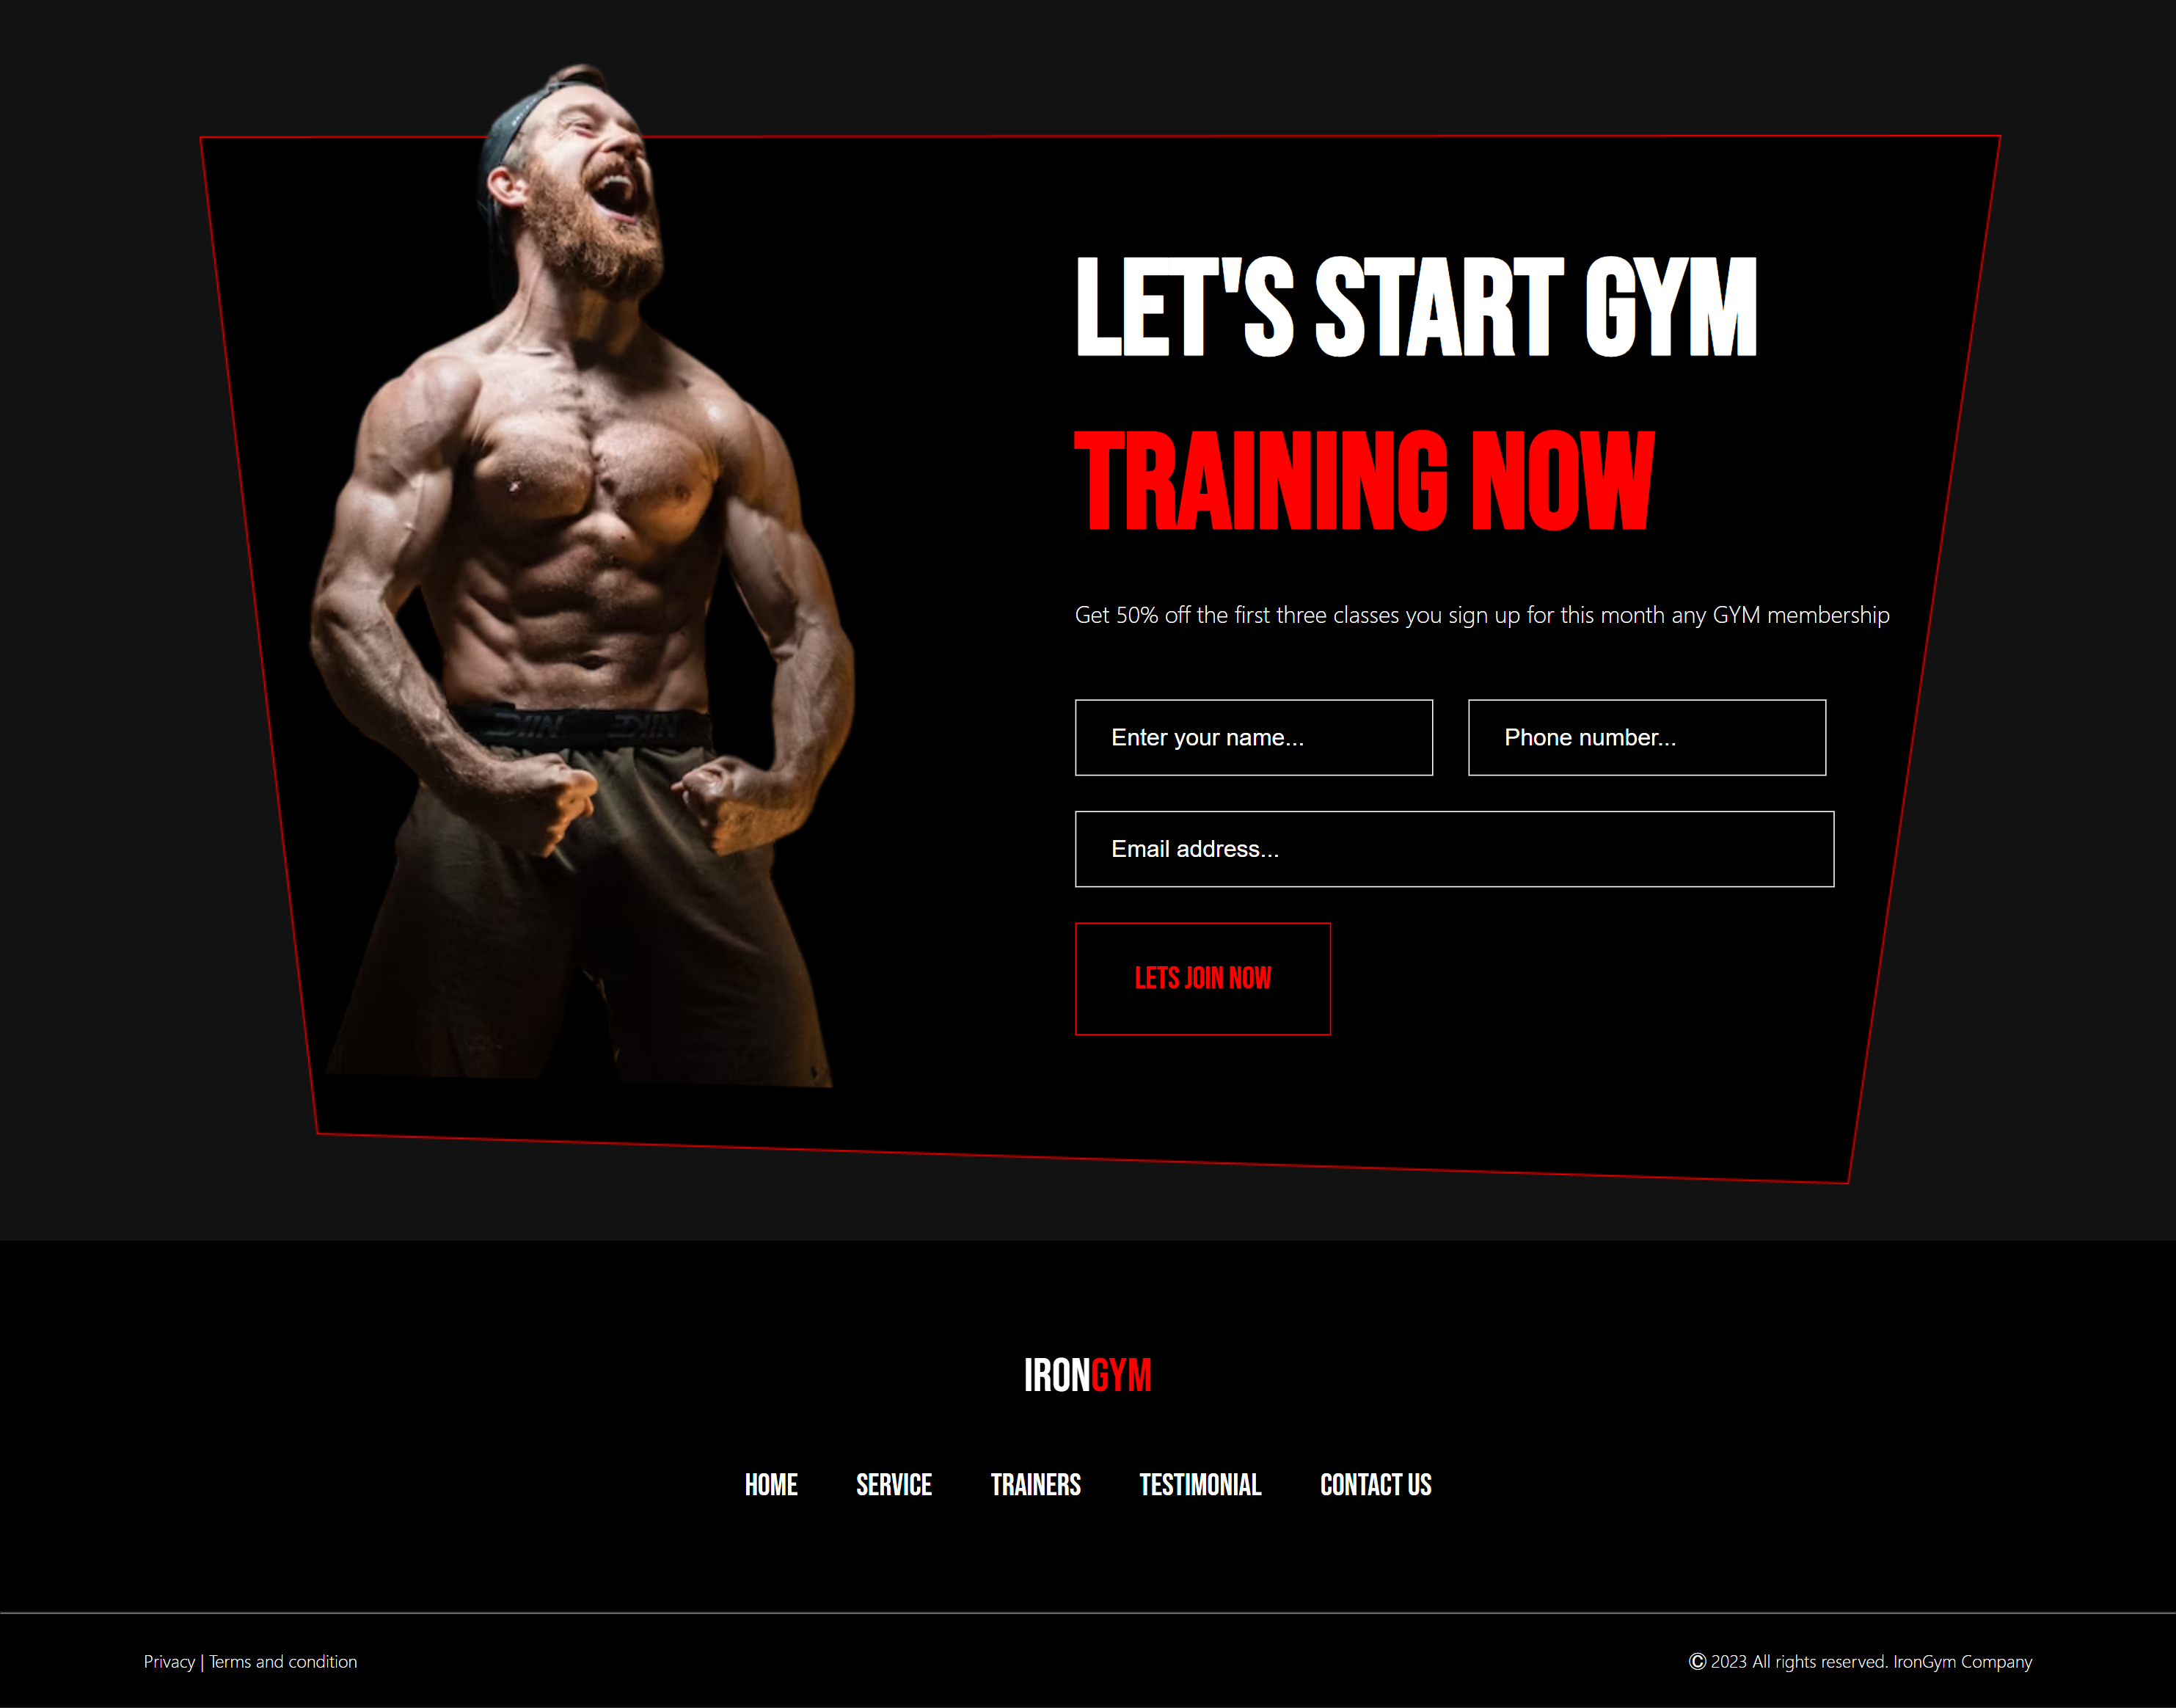 LET'S START GYM
TRAINING NOW
Get 50% off the first three classes you sign up for this month any GYM membership
Enter your name...
Phone number...
Email address...
LETS JOIN NOW
IRONGYM
HOME
SERVICE
TRAINERS
TESTIMONIAL
CONTACT US
Privacy | Terms and condition
© 2023 All rights reserved. IronGym Company